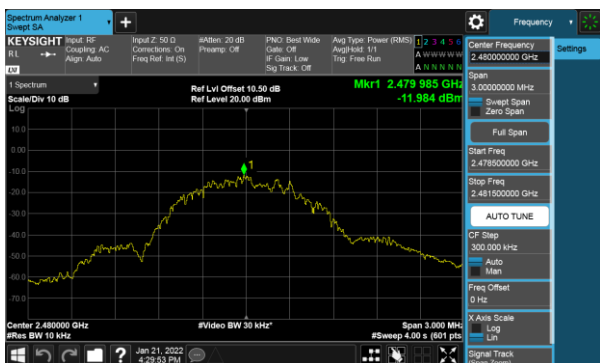 Spectrum Analyzer 1
Swept SA
Frequency
KEYSIGHT
RL
Input: RF
Coupling: AC
Align: Auto
Input Z: 50 Ω
Corrections: On
Freq Ref: Int (S)
#Atten: 20 dB
Preamp: Off
PNO: Best Wide
Gate: Off
IF Gain: Low
Sig Track: Off
Avg Type: Power (RMS)
Avg|Hold: 1/1
Trig: Free Run
1 2 3 4 5 6
A W W W W W
A N N N N N
Center Frequency
2.480000000 GHz
Settings
Span
3.00000000 MHz
Swept Span
Zero Span
Full Span
Start Freq
2.478500000 GHz
Stop Freq
2.481500000 GHz
AUTO TUNE
CF Step
300.000 kHz
Auto
Man
Freq Offset
0 Hz
X Axis Scale
Log
Lin
Signal Track
(Span Zoom)
1 Spectrum
Scale/Div 10 dB
Log
Ref Lvl Offset 10.50 dB
Ref Level 20.00 dBm
Mkr1 2.479 985 GHz
-11.984 dBm
10.0
0.00
-10.0
-20.0
-30.0
-40.0
-50.0
-60.0
-70.0
1
Center 2.480000 GHz
#Res BW 10 kHz
#Video BW 30 kHz*
Span 3.000 MHz
#Sweep 4.00 s (601 pts)
?
Jan 21, 2022
4:29:53 PM